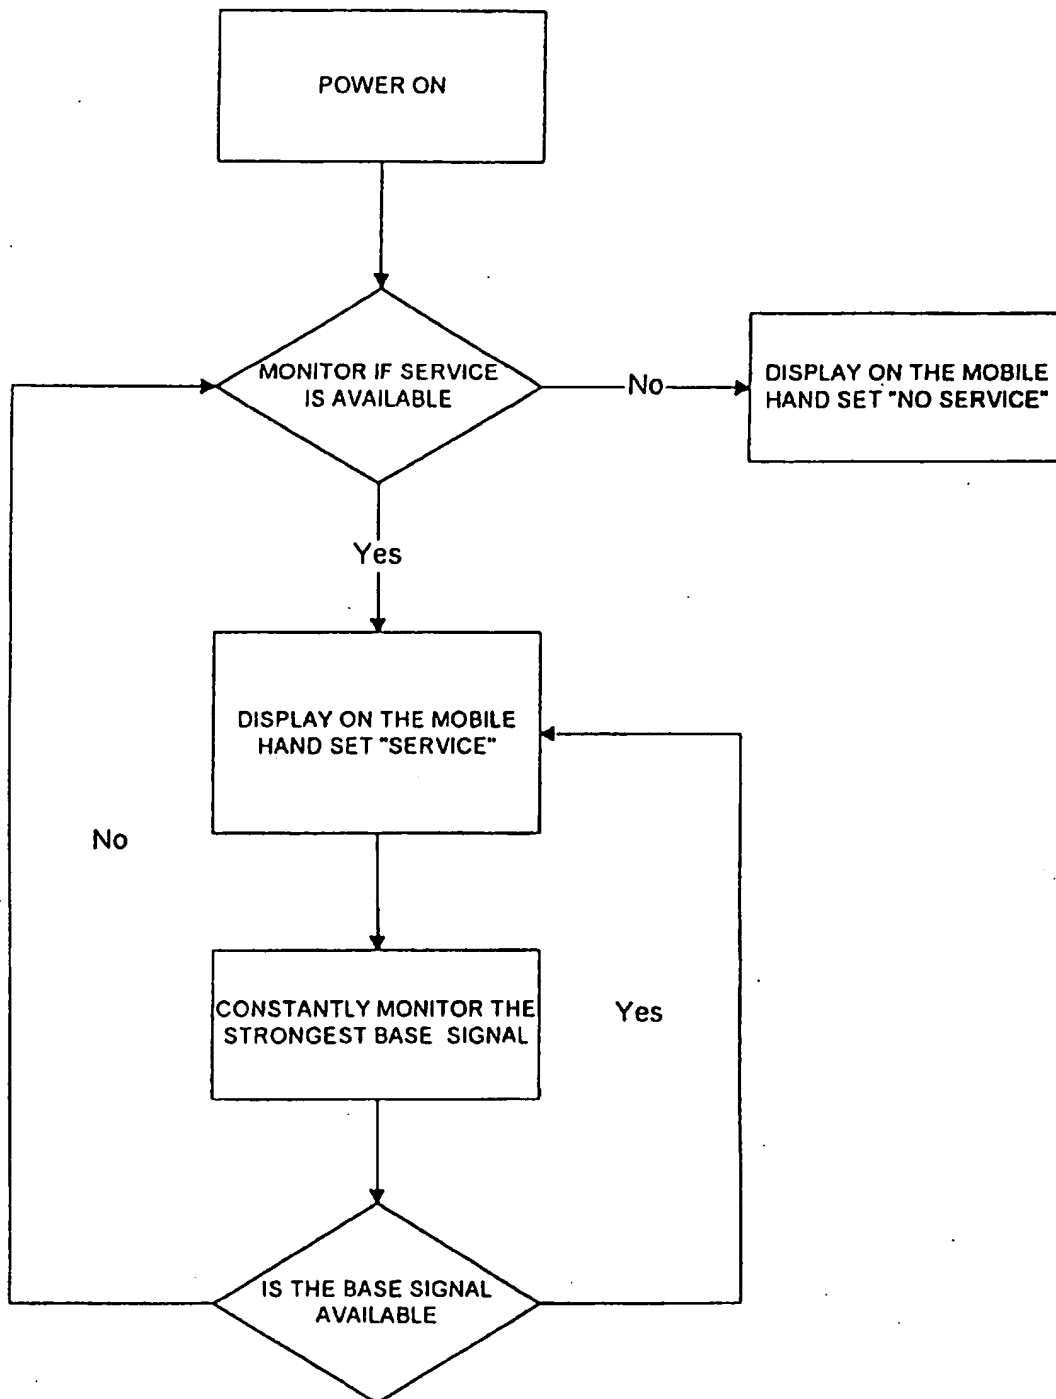 POWER ON
MONITOR IF SERVICE
IS AVAILABLE
No
DISPLAY ON THE MOBILE
HAND SET "NO SERVICE"
Yes
DISPLAY ON THE MOBILE
HAND SET "SERVICE"
No
CONSTANTLY MONITOR THE
STRONGEST BASE SIGNAL
Yes
IS THE BASE SIGNAL
AVAILABLE